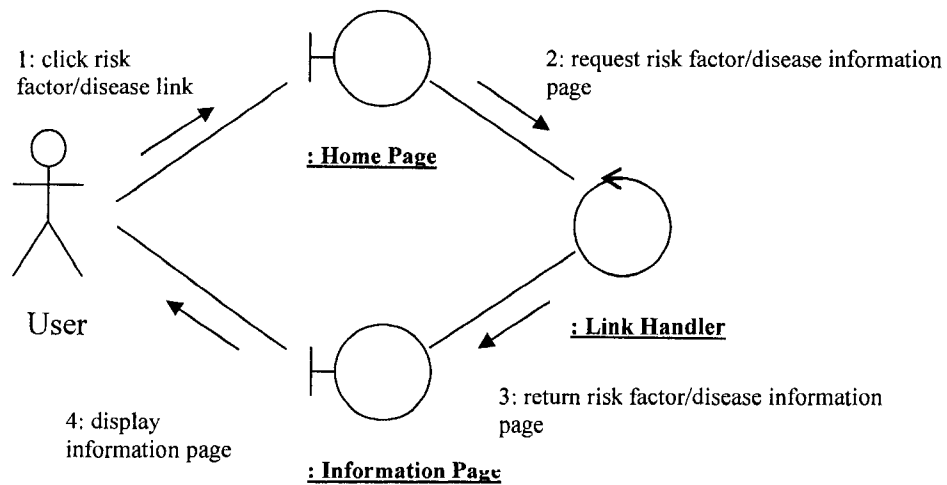 1: click risk
factor/disease link
2: request risk factor/disease information
page
: Home Page
User
: Link Handler
3: return risk factor/disease information
page
4: display
information page
: Information Page